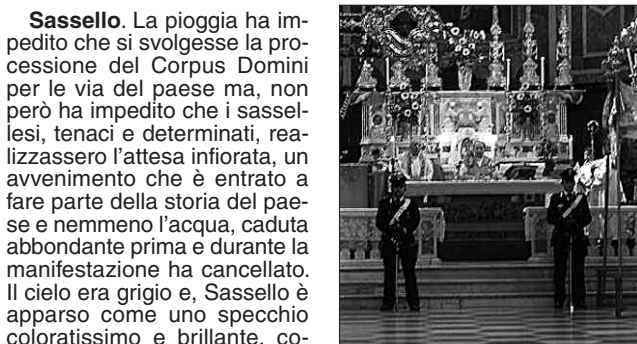 Sassello. La pioggia ha im-
pedito che si svolgesse la pro-
cessione del Corpus Domini
per le via del paese ma, non
però ha impedito che i sassel-
lesi, tenaci e determinati, rea-
lizzassero l'attesa infiorata, un
avvenimento che è entrato a
fare parte della storia del pae-
se e nemmeno l'acqua, caduta
abbondante prima e durante la
manifestazione ha cancellato.
Il cielo era grigio e, Sassello è
apparso come uno specchio
coloratissimo e brillante, co-